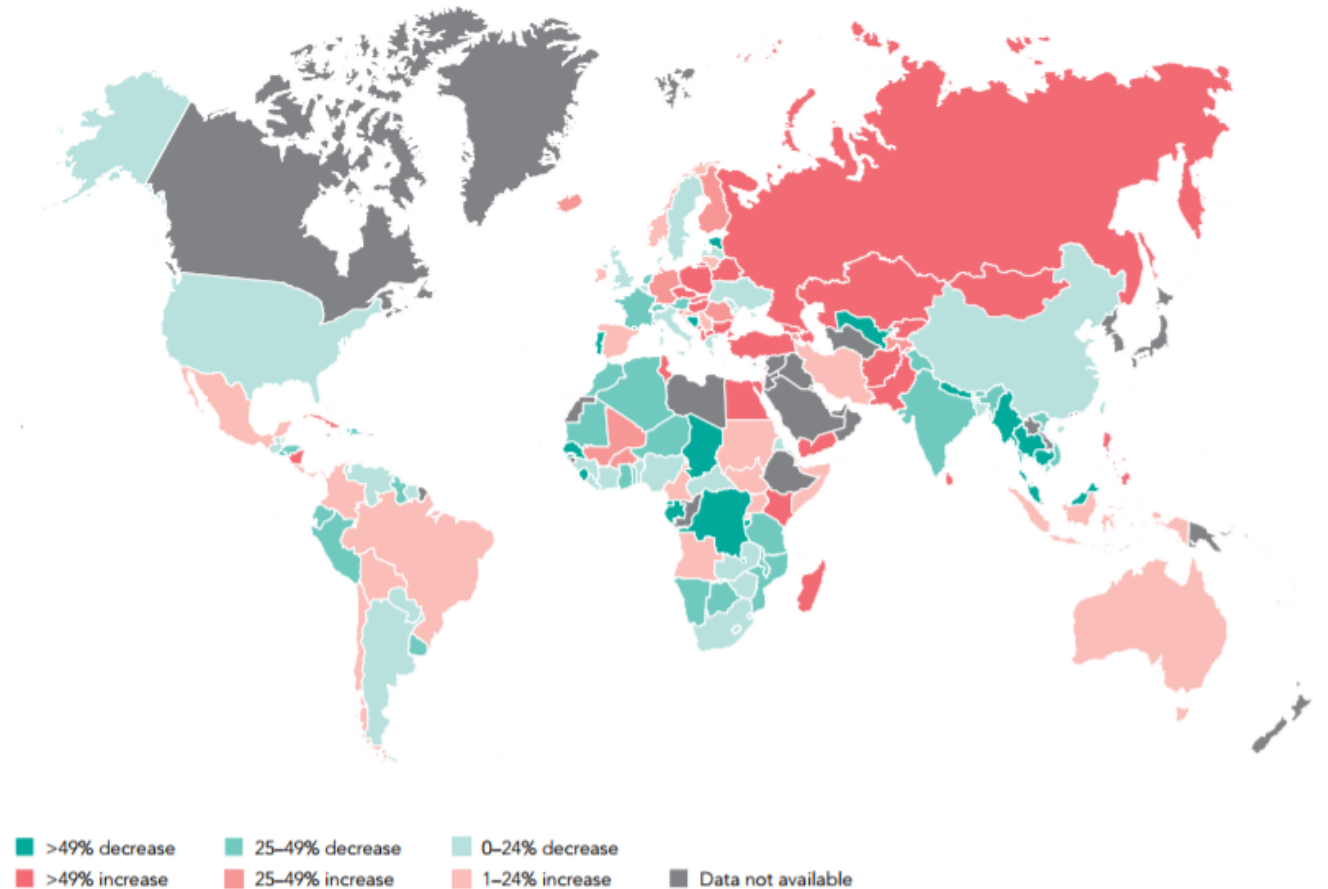 >49% decrease 25–49% decrease 0–24% decrease
>49% increase 25–49% increase 1–24% increase Data not available